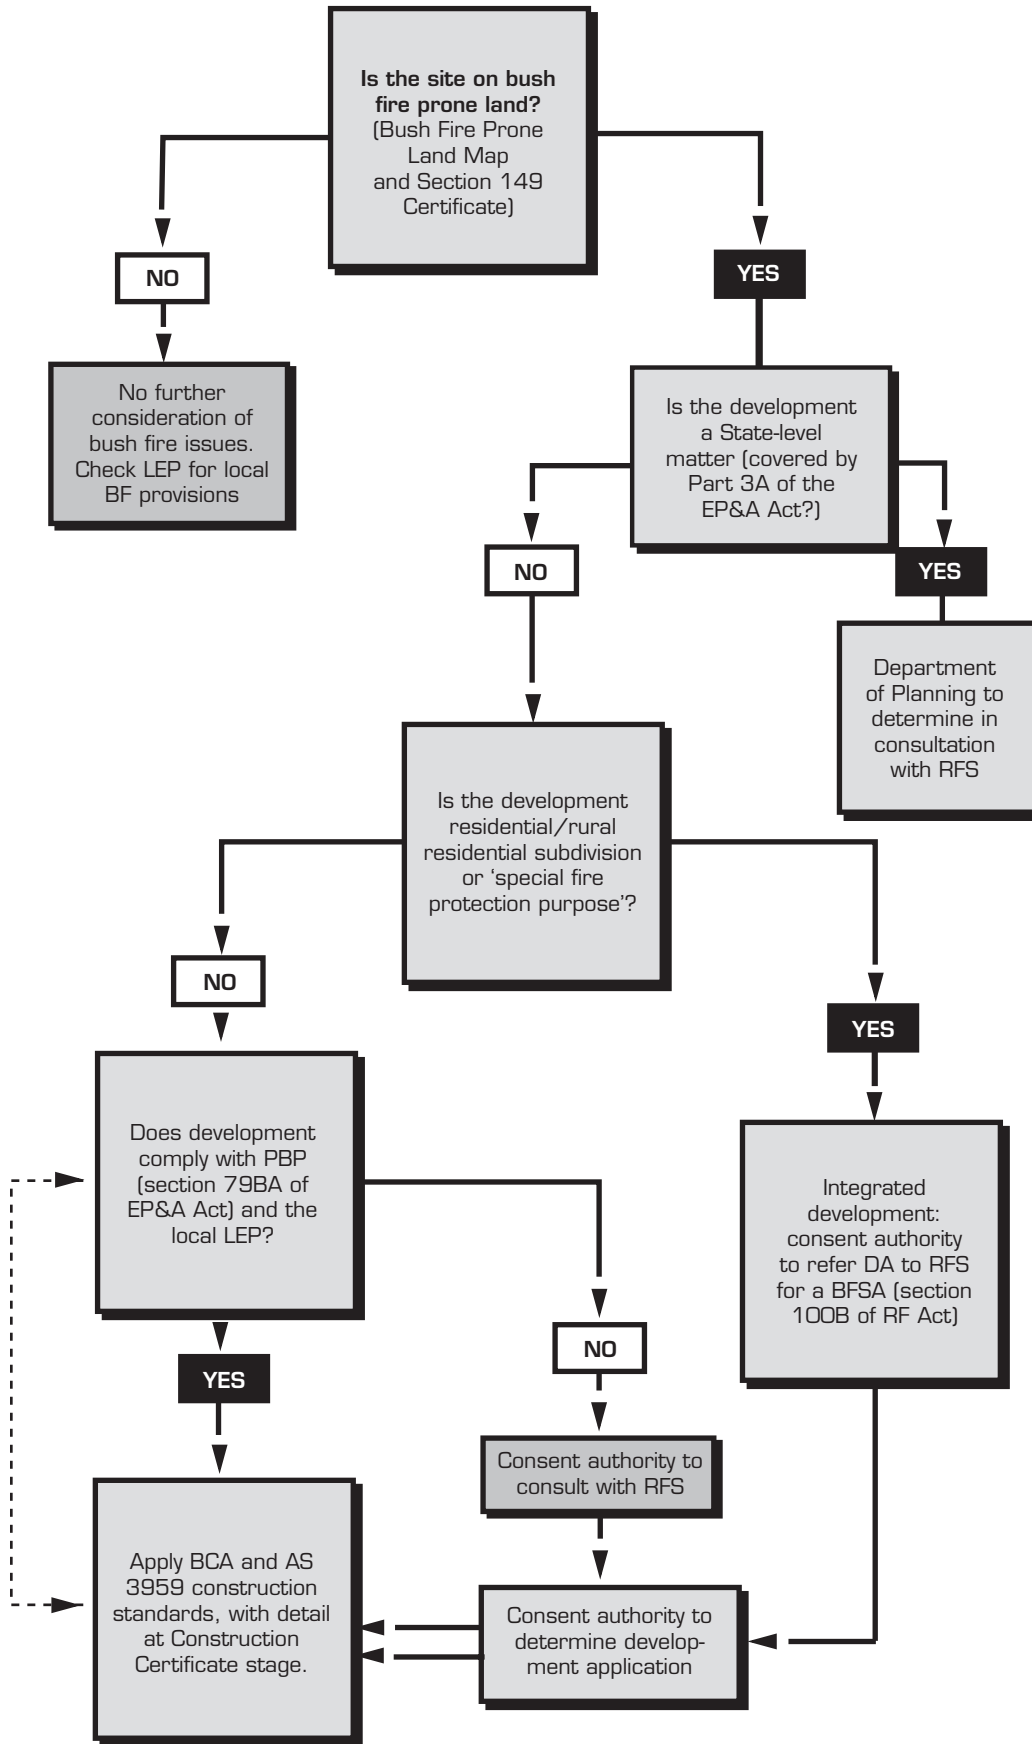 Is the site on bush
fire prone land?
(Bush Fire Prone
Land Map
and Section 149
Certificate)
NO
YES
No further
consideration of
bush fire issues.
Check LEP for local
BF provisions
Is the development
a State-level
matter (covered by
Part 3A of the
EP&A Act?)
NO
YES
Department
of Planning to
determine in
consultation
with RFS
Is the development
residential/rural
residential subdivision
or ‘special fire
protection purpose’?
NO
YES
Does development
comply with PBP
(section 79BA of
EP&A Act) and the
local LEP?
Integrated
development:
consent authority
to refer DA to RFS
for a BFSA (section
100B of RF Act)
YES
NO
Consent authority to
consult with RFS
Apply BCA and AS
3959 construction
standards, with detail
at Construction
Certificate stage.
Consent authority to
determine develop-
ment application